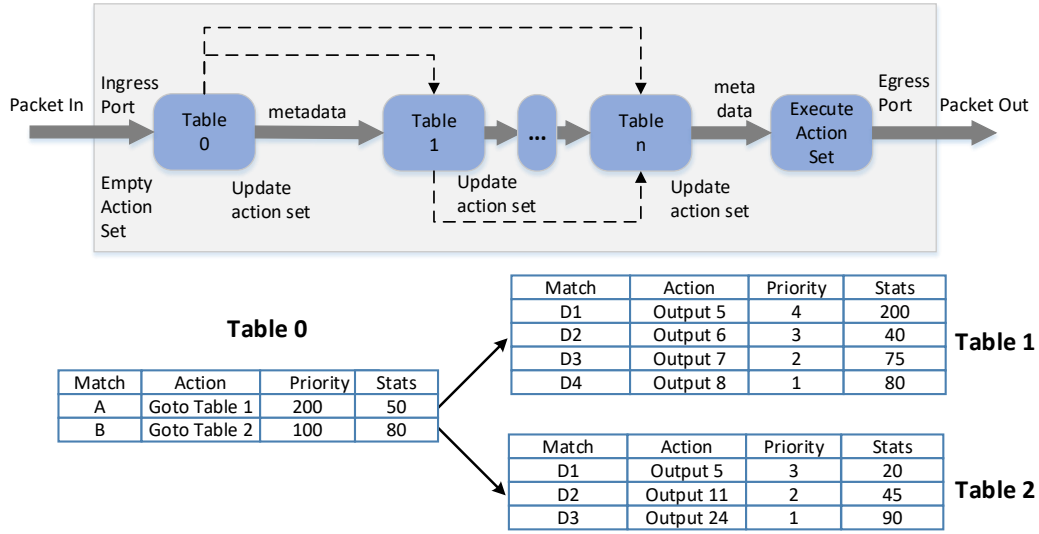 Packet In
Ingress
Port
Table
0
metadata
Table
1
...
Table
n
meta
data
Execute
Action
Set
Egress
Port
Packet Out
Empty
Action
Set
Update
action set
Update
action set
Update
action set
Table 0
Match Action Priority Stats
A Goto Table 1 200 50
B Goto Table 2 100 80
Match Action Priority Stats
D1 Output 5 4 200
D2 Output 6 3 40
D3 Output 7 2 75
D4 Output 8 1 80
Table 1
Match Action Priority Stats
D1 Output 5 3 20
D2 Output 11 2 45
D3 Output 24 1 90
Table 2